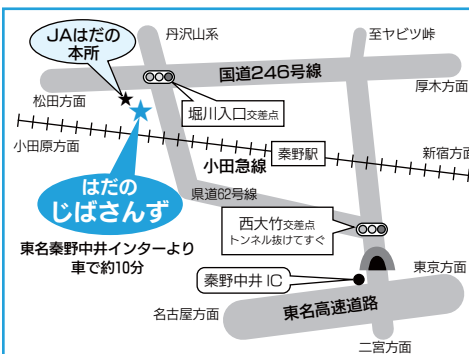 JAはだの
本所
丹沢山系
至ヤビツ峠
国道246号線
厚木方面
松田方面
堀川入口交差点
小田原方面
小田急線
秦野駅
新宿方面
はだの
じばさんず
県道62号線
西大竹交差点
トンネル抜けてすぐ
東名秦野中井インターより
車で約10分
秦野中井IC
東京方面
名古屋方面
東名高速道路
二宮方面